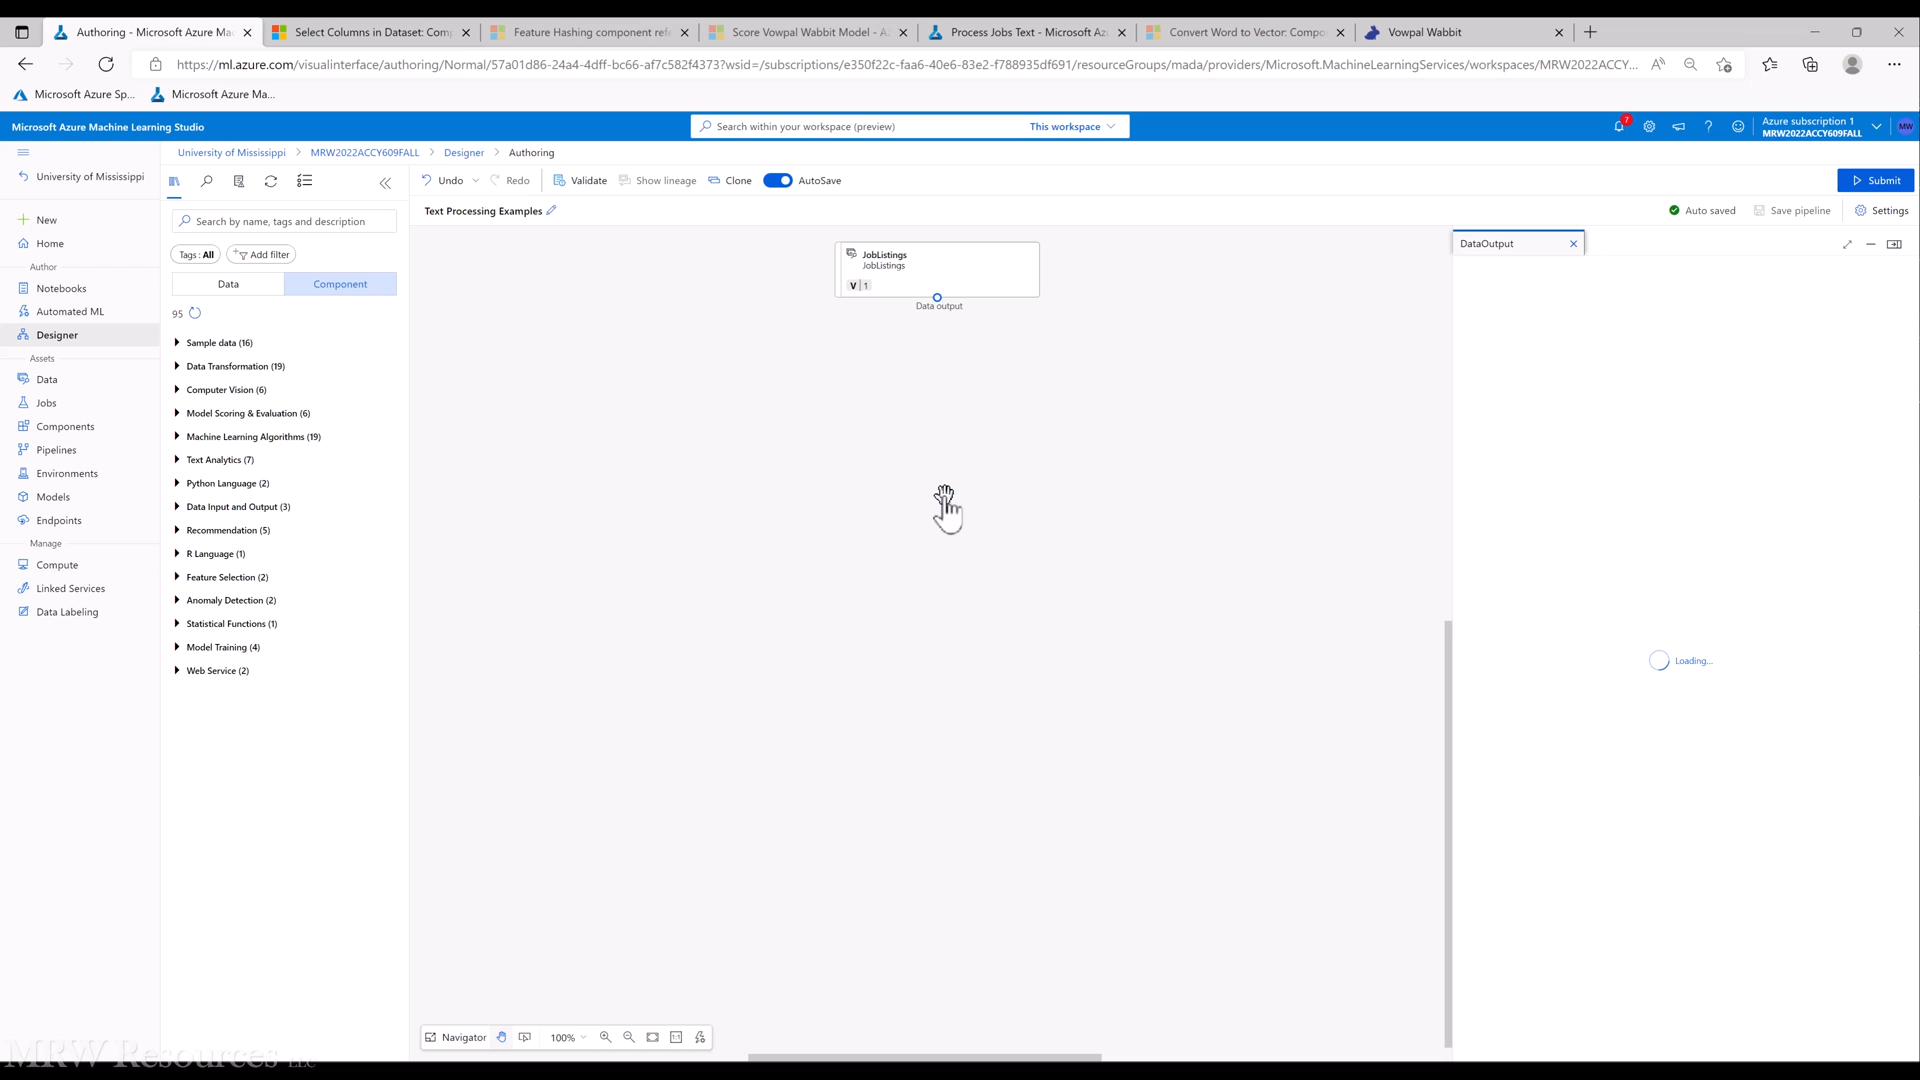 Authoring - Microsoft Azure Ma
Select Columns in Dataset: Com
Feature Hashing component refe
Score Vowpal Wabbit Model - A
Process Jobs Text - Microsoft Az
Convert Word to Vector: Compo
Vowpal Wabbit
https://ml.azure.com/visualinterface/authoring/Normal/57a01d86-24a4-4dff-bc66-af7c582f4373?wsid=/subscriptions/e350f22c-faa6-40e6-83e2-f788935df691/resourceGroups/mada/providers/Microsoft.MachineLearningServices/workspaces/MRW2022ACCY...
Microsoft Azure Sp...
Microsoft Azure Ma...
Microsoft Azure Machine Learning Studio
Search within your workspace (preview)
This workspace
7
Azure subscription 1
MRW2022ACCY609FALL
MW
University of Mississippi > MRW2022ACCY609FALL > Designer > Authoring
University of Mississippi
New
Home
Author
Notebooks
Automated ML
Designer
Assets
Data
Jobs
Components
Pipelines
Environments
Models
Endpoints
Manage
Compute
Linked Services
Data Labeling
Search by name, tags and description
Tags : All
Add filter
Data
Component
95
Sample data (16)
Data Transformation (19)
Computer Vision (6)
Model Scoring & Evaluation (6)
Machine Learning Algorithms (19)
Text Analytics (7)
Python Language (2)
Data Input and Output (3)
Recommendation (5)
R Language (1)
Feature Selection (2)
Anomaly Detection (2)
Statistical Functions (1)
Model Training (4)
Web Service (2)
Undo
Redo
Validate
Show lineage
Clone
AutoSave
Submit
Text Processing Examples
Auto saved
Save pipeline
Settings
JobListings
JobListings
V | 1
Data output
DataOutput
Loading...
Navigator
100%
1:1
MRW Resources LLC